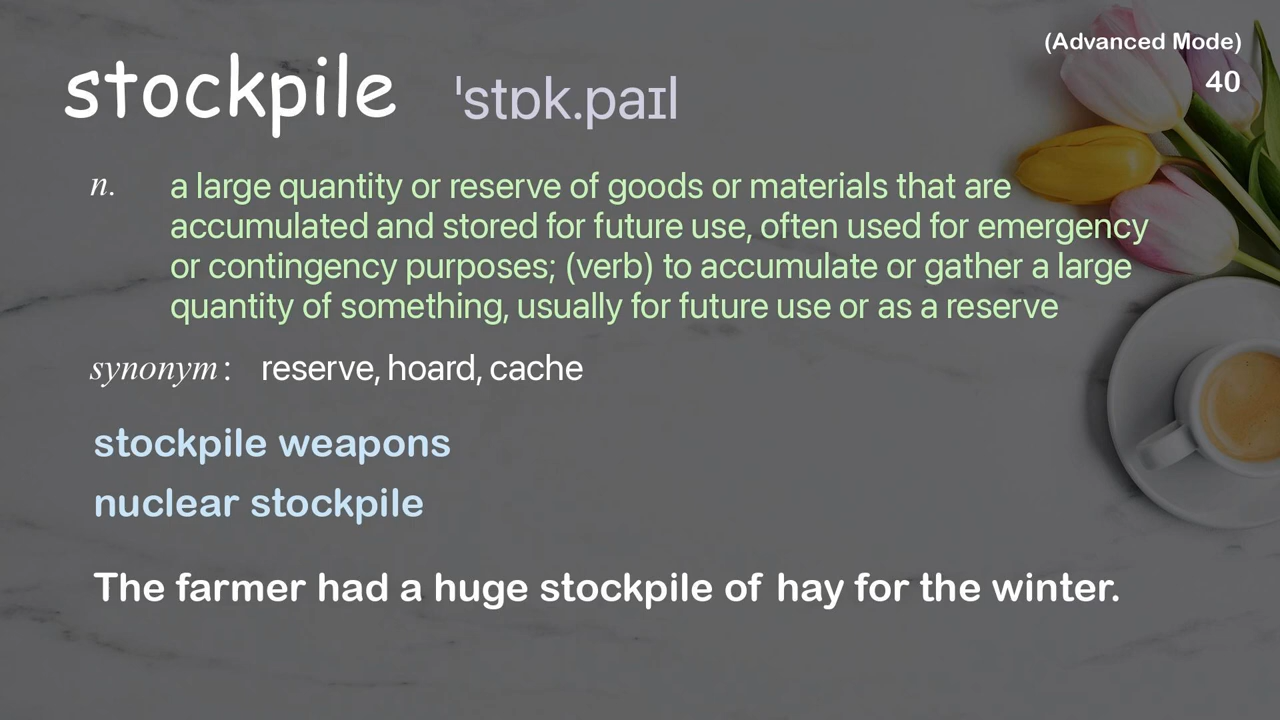 (Advanced Mode)
stockpile ˈstɒk.paɪl
40
n. a large quantity or reserve of goods or materials that are
accumulated and stored for future use, often used for emergency
or contingency purposes; (verb) to accumulate or gather a large
quantity of something, usually for future use or as a reserve
synonym: reserve, hoard, cache
stockpile weapons
nuclear stockpile
The farmer had a huge stockpile of hay for the winter.